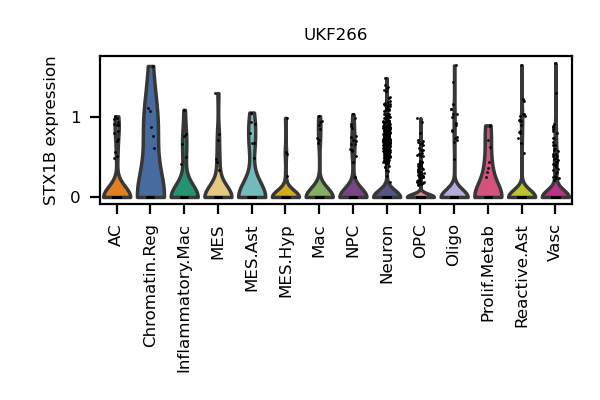 UKF266
STX1B expression
1
0
AC
Chromatin.Reg
Inflammatory.Mac
MES
MES.Ast
MES.Hyp
Mac
NPC
Neuron
OPC
Oligo
Prolif.Metab
Reactive.Ast
Vasc